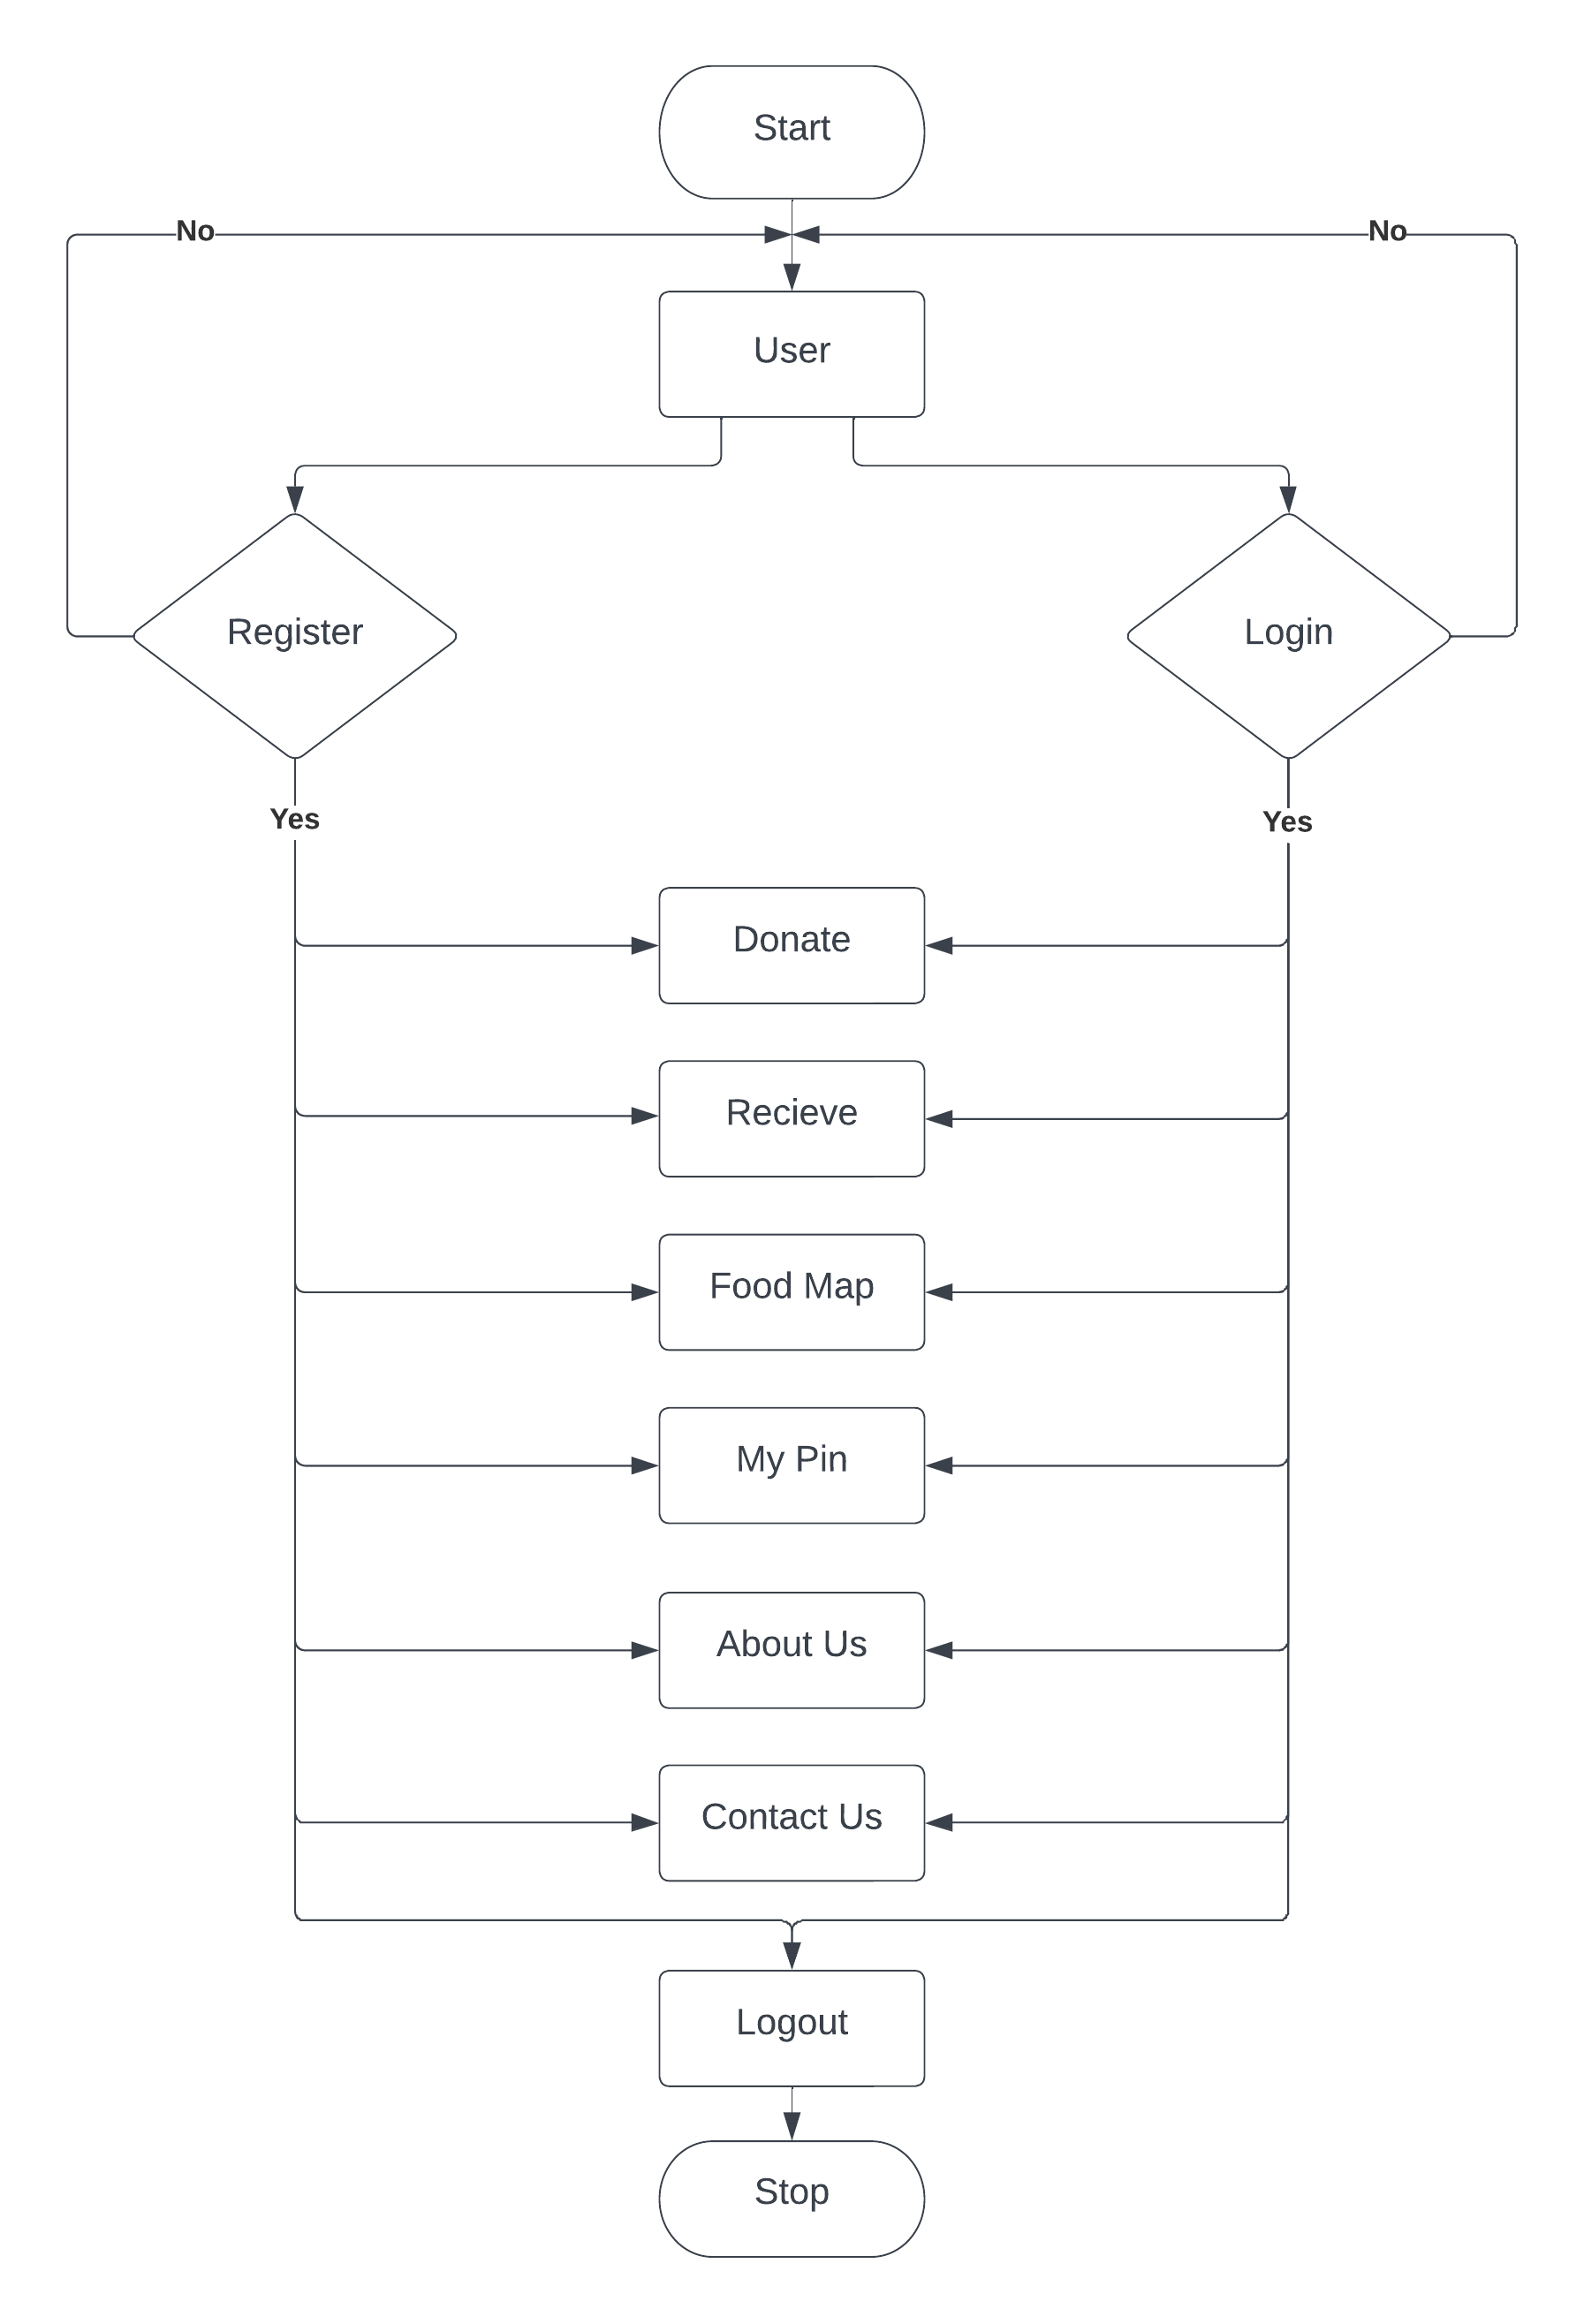 Start
No
No
User
Register
Login
Yes
Yes
Donate
Recieve
Food Map
My Pin
About Us
Contact Us
Logout
Stop